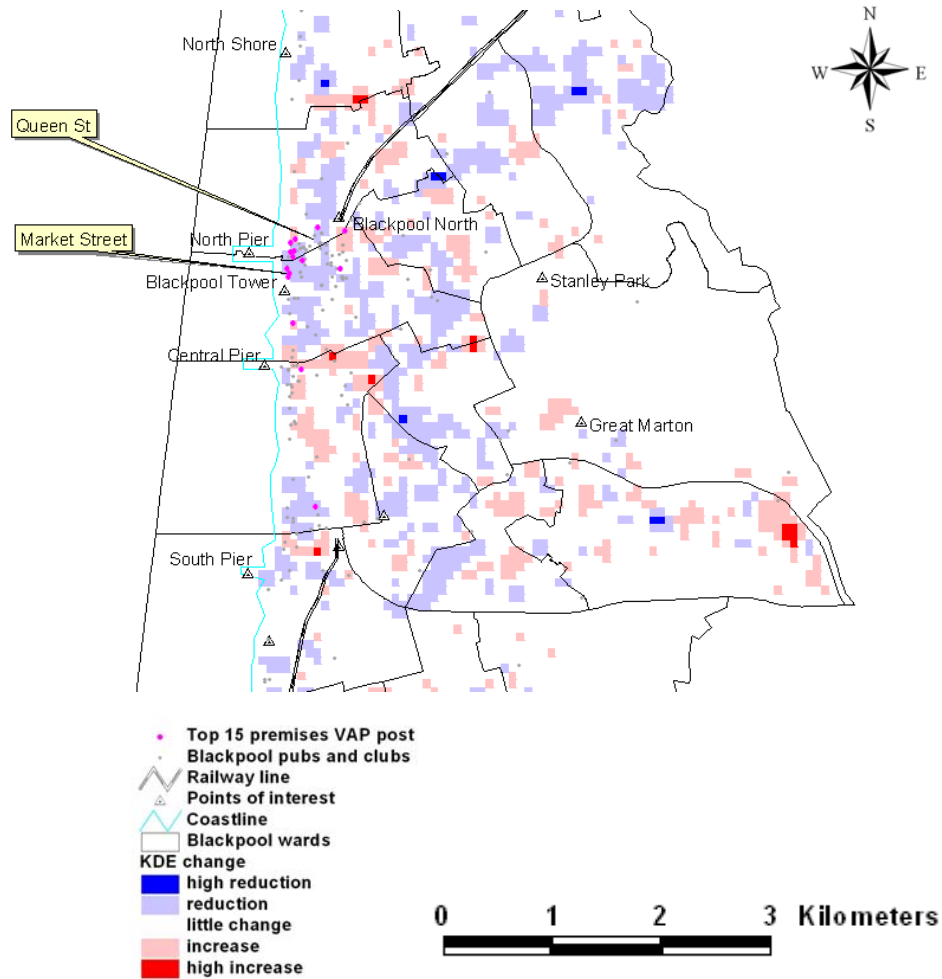 N
W
E
S
North Shore
Queen St
Blackpool North
Market Street
North Pier
Blackpool Tower
Stanley Park
Central Pier
Great Marton
South Pier
Top 15 premises VAP post
Blackpool pubs and clubs
Railway line
Points of interest
Coastline
Blackpool wards
KDE change
high reduction
reduction
little change
increase
high increase
0 1 2 3 Kilometers